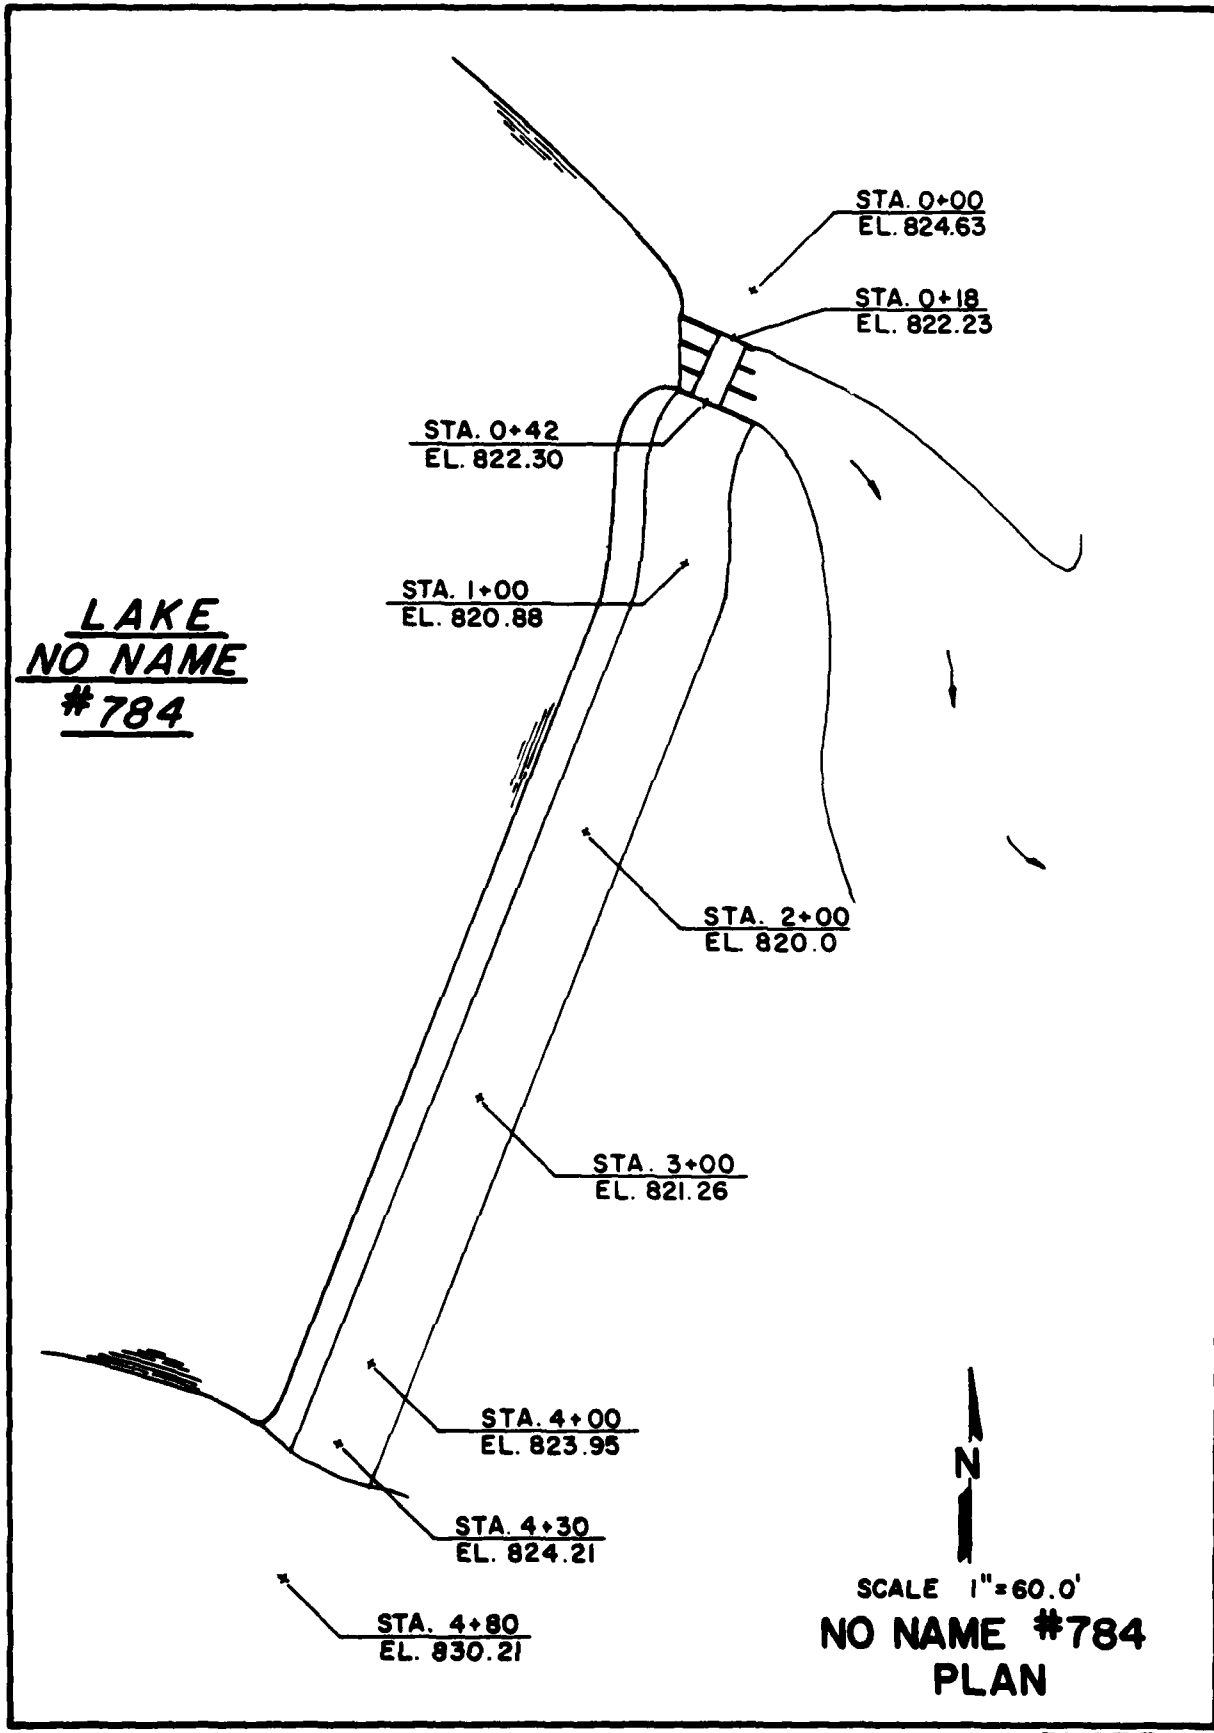 STA. 0+00
EL. 824.63
STA. 0+18
EL. 822.23
STA. 0+42
EL. 822.30
STA. 1+00
EL. 820.88
LAKE
NO NAME
#784
STA. 2+00
EL. 820.0
STA. 3+00
EL. 821.26
STA. 4+00
EL. 823.95
STA. 4+30
EL. 824.21
STA. 4+80
EL. 830.21
N
SCALE 1"=60.0'
NO NAME #784
PLAN